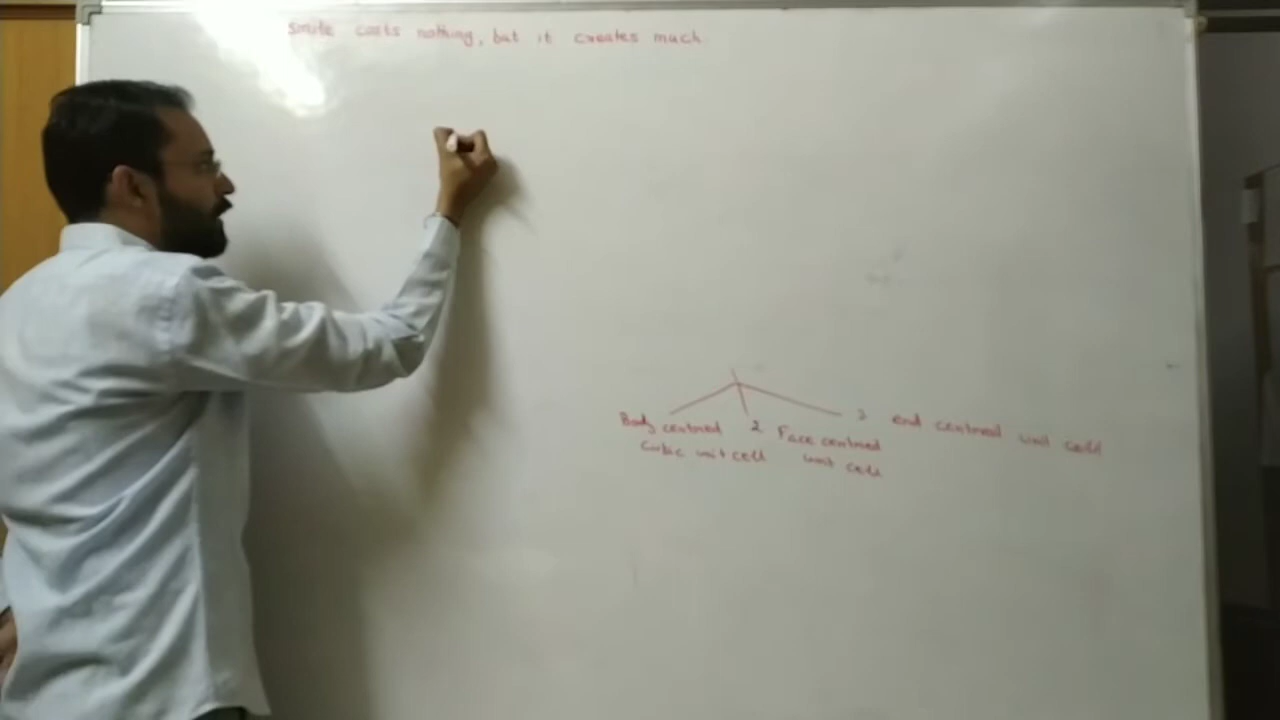 Smile costs nothing, but it creates much.
Body centred 2 Face centred 3 end centred unit cell
Cubic unit cell unit cell